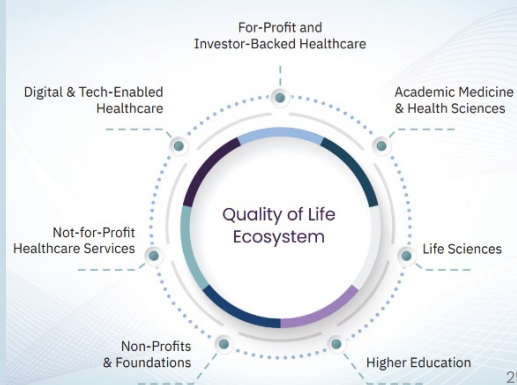 For-Profit and
Investor-Backed Healthcare
Digital & Tech-Enabled
Healthcare
Academic Medicine
& Health Sciences
Quality of Life
Ecosystem
Not-for-Profit
Healthcare Services
Life Sciences
Non-Profits
& Foundations
Higher Education